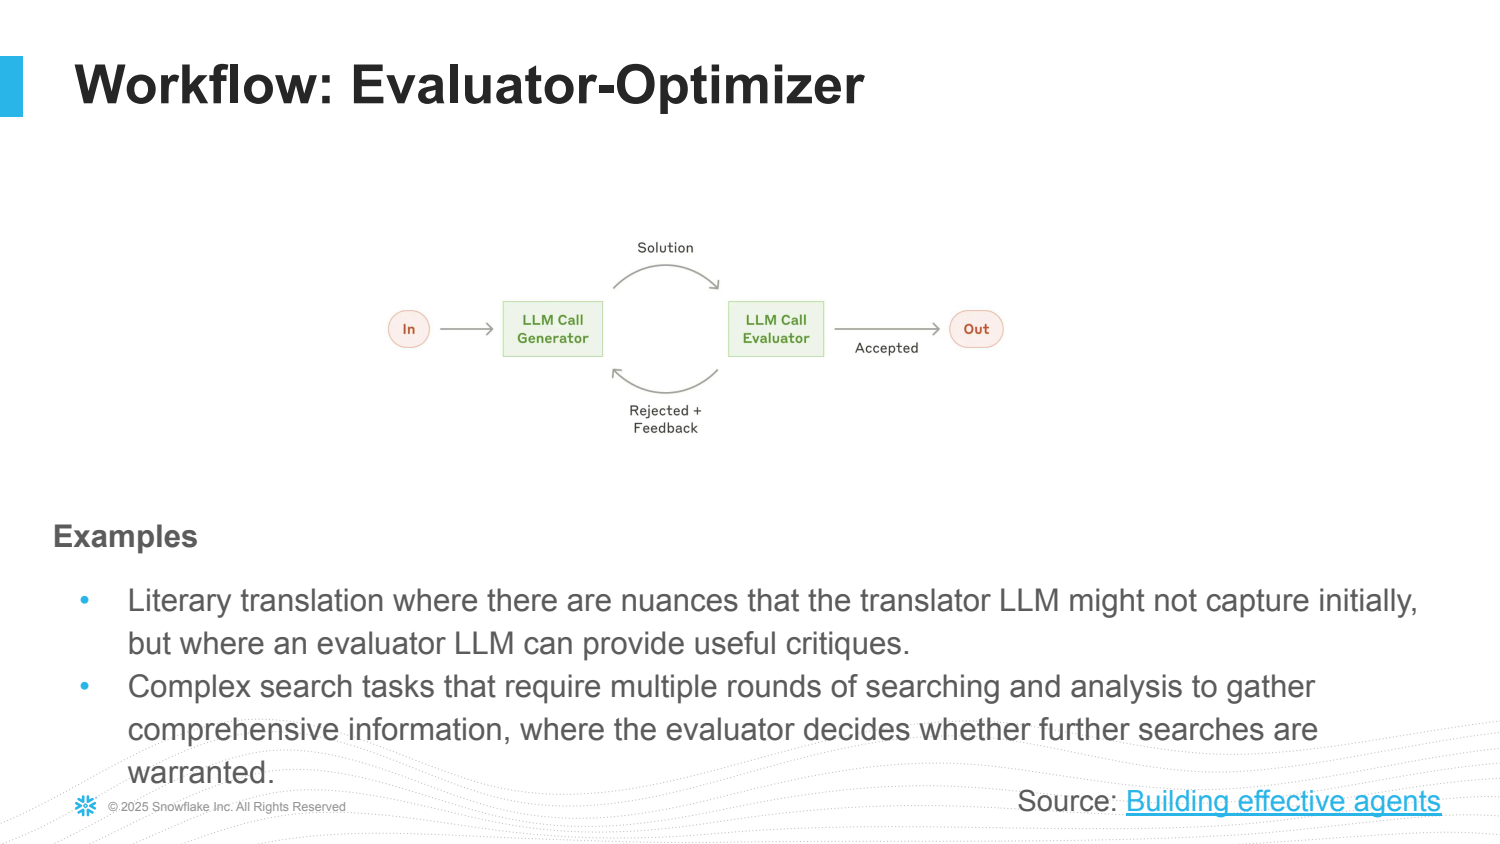 Workflow: Evaluator-Optimizer
Solution
In
LLM Call
Generator
LLM Call
Evaluator
Accepted
Out
Rejected +
Feedback
Examples
• Literary translation where there are nuances that the translator LLM might not capture initially,
but where an evaluator LLM can provide useful critiques.
• Complex search tasks that require multiple rounds of searching and analysis to gather
comprehensive information, where the evaluator decides whether further searches are
warranted.
© 2025 Snowflake Inc. All Rights Reserved
Source: Building effective agents